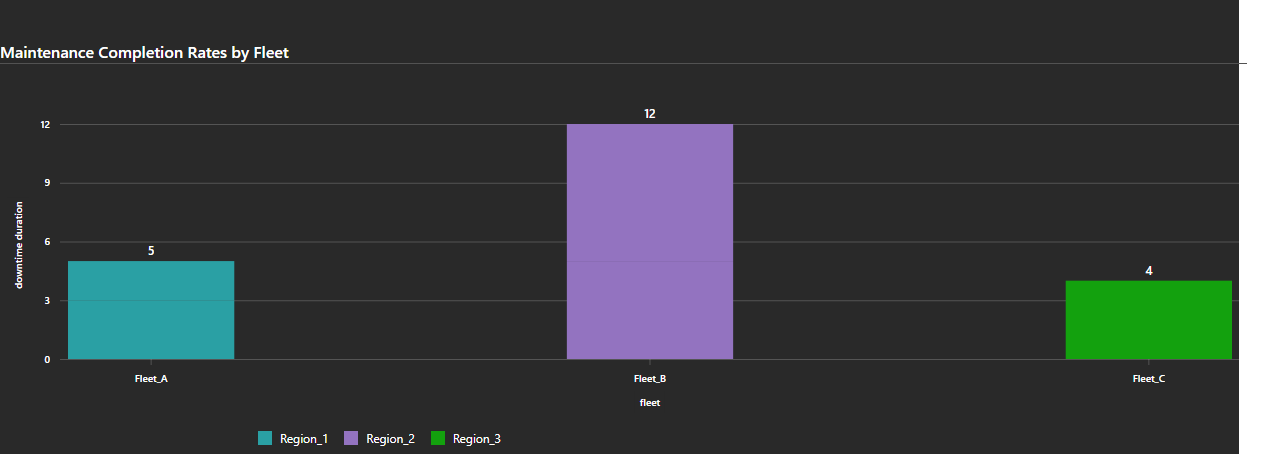 Maintenance Completion Rates by Fleet
12
12
9
downtime duration
6
5
3
4
0
Fleet_A
Fleet_B
Fleet_C
fleet
Region_1
Region_2
Region_3